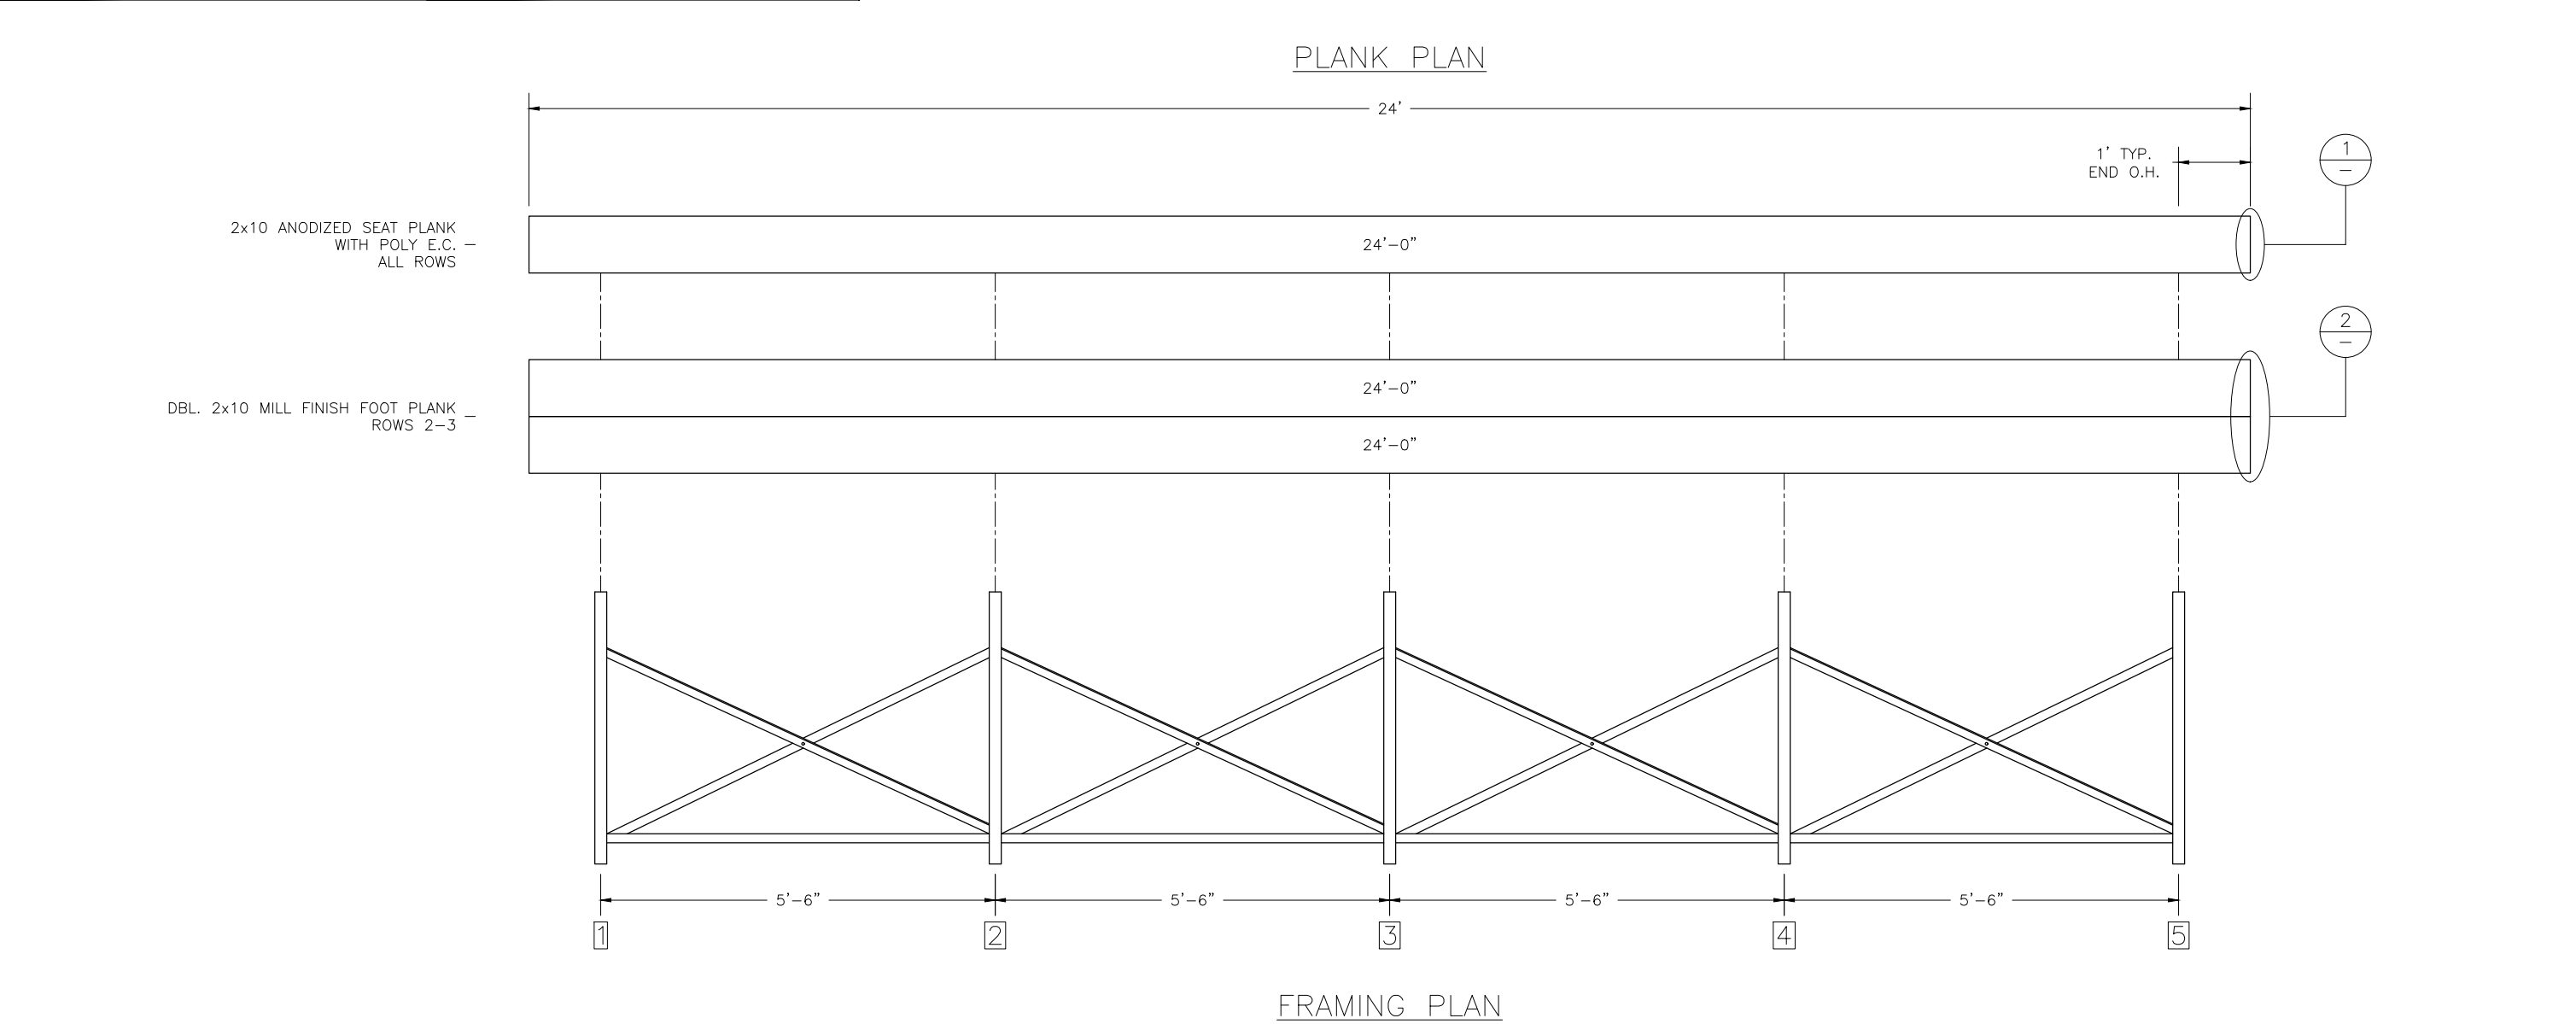 PLANK PLAN
24'
1' TYP.
END O.H.
1
–
2x10 ANODIZED SEAT PLANK
WITH POLY E.C.
ALL ROWS
24'–0"
2
–
24'–0"
DBL. 2x10 MILL FINISH FOOT PLANK
ROWS 2–3
24'–0"
5'–6" 5'–6" 5'–6" 5'–6"
1 2 3 4 5
FRAMING PLAN